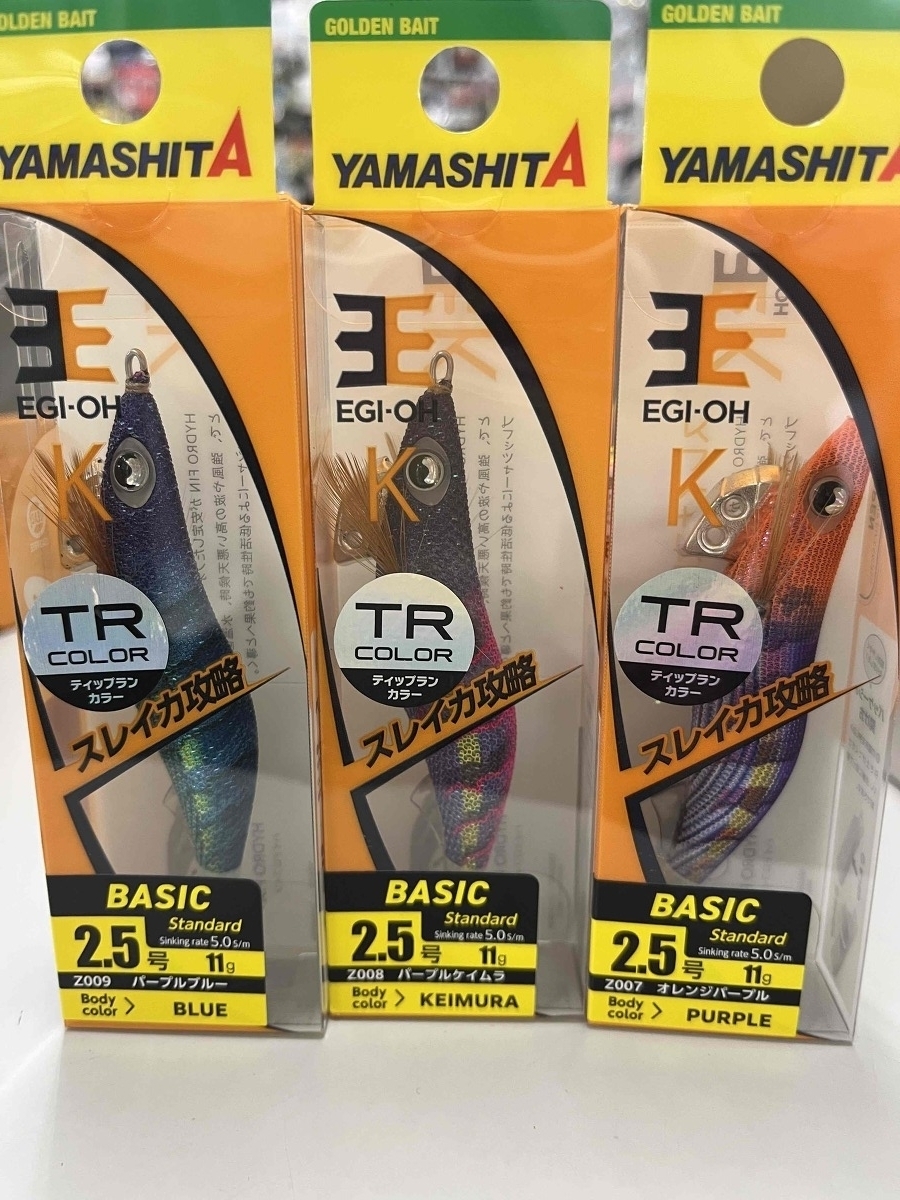 GOLDEN BAIT
YAMASHITA
EGI-OH
K
TR
COLOR
ティップラン
カラー
スレイカ攻略
BASIC
Standard
Sinking rate 5.0 s/m
2.5号
11g
Z009 パープルブルー
Body color > BLUE
GOLDEN BAIT
YAMASHITA
EGI-OH
K
TR
COLOR
ティップラン
カラー
スレイカ攻略
BASIC
Standard
Sinking rate 5.0 s/m
2.5号
11g
Z008 パープルケイムラ
Body color > KEIMURA
GOLDEN BAIT
YAMASHITA
EGI-OH
K
TR
COLOR
ティップラン
カラー
スレイカ攻略
BASIC
Standard
Sinking rate 5.0 s/m
2.5号
11g
Z007 オレンジパープル
Body color > PURPLE